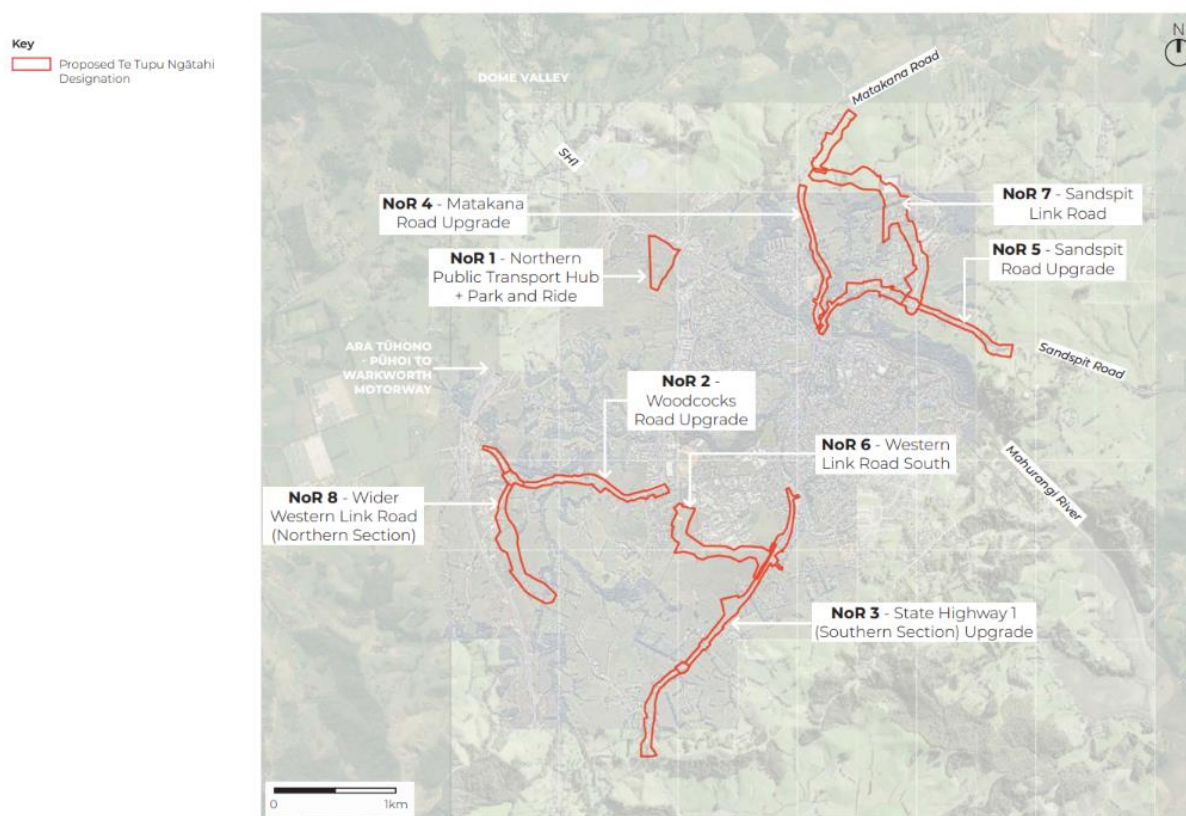 Key
Proposed Te Tupu Ngātahi
Designation
N
DOME VALLEY
Matakana Road
SH1
NoR 4 - Matakana
Road Upgrade
NoR 7 - Sandspit
Link Road
NoR 1 - Northern
Public Transport Hub
+ Park and Ride
NoR 5 - Sandspit
Road Upgrade
ARA TŪHONO
- PŪHOI TO
WARKWORTH
MOTORWAY
Sandspit Road
NoR 2 -
Woodcocks
Road Upgrade
NoR 6 - Western
Link Road South
Mahurangi River
NoR 8 - Wider
Western Link Road
(Northern Section)
NoR 3 - State Highway 1
(Southern Section) Upgrade
0
1km